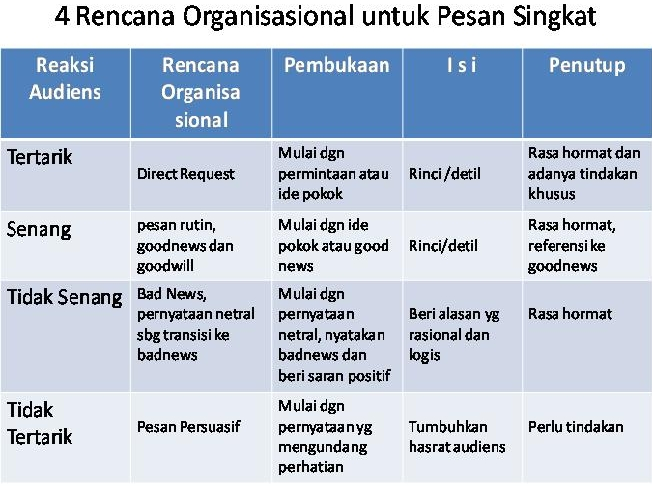 4 Rencana Organisasional untuk Pesan Singkat
Reaksi
Audiens
Rencana
Organisa
sional
Pembukaan
I s i
Penutup
Tertarik
Direct Request
Mulai dgn
permintaan atau
ide pokok
Rinci /detil
Rasa hormat dan
adanya tindakan
khusus
Senang
pesan rutin,
goodnews dan
goodwill
Mulai dgn ide
pokok atau good
news
Rinci/detil
Rasa hormat,
referensi ke
goodnews
Tidak Senang
Bad News,
pernyataan netral
sbg transisi ke
badnews
Mulai dgn
pernyataan
netral, nyatakan
badnews dan
beri saran positif
Beri alasan yg
rasional dan
logis
Rasa hormat
Tidak
Tertarik
Pesan Persuasif
Mulai dgn
pernyataan yg
mengundang
perhatian
Tumbuhkan
hasrat audiens
Perlu tindakan